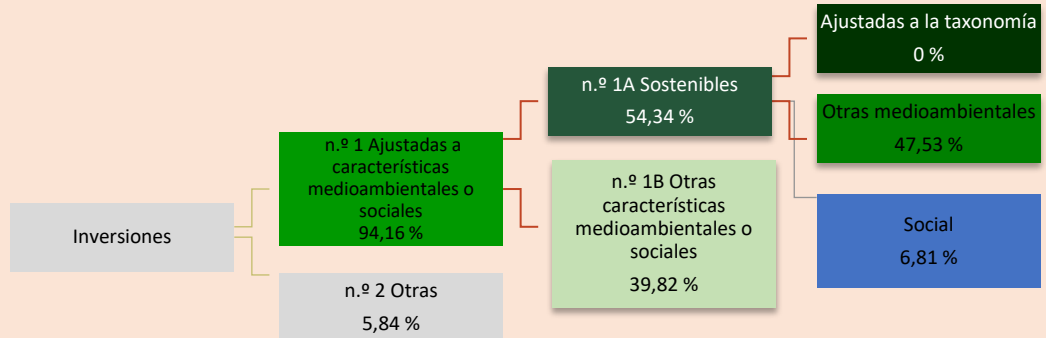 Inversiones
n.º 1 Ajustadas a
características
medioambientales o
sociales
94,16 %
n.º 2 Otras
5,84 %
n.º 1A Sostenibles
54,34 %
n.º 1B Otras
características
medioambientales o
sociales
39,82 %
Ajustadas a la taxonomía
0 %
Otras medioambientales
47,53 %
Social
6,81 %